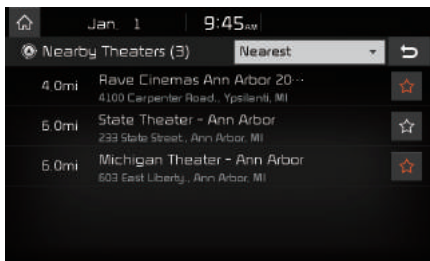 Jan. 1 9:45AM
Nearby Theaters (3) Nearest
4.0mi Rave Cinemas Ann Arbor 20···
4100 Carpenter Road., Ypsilanti, MI
6.0mi State Theater - Ann Arbor
233 State Street., Ann Arbor, MI
6.0mi Michigan Theater - Ann Arbor
603 East Liberty., Ann Arbor, MI